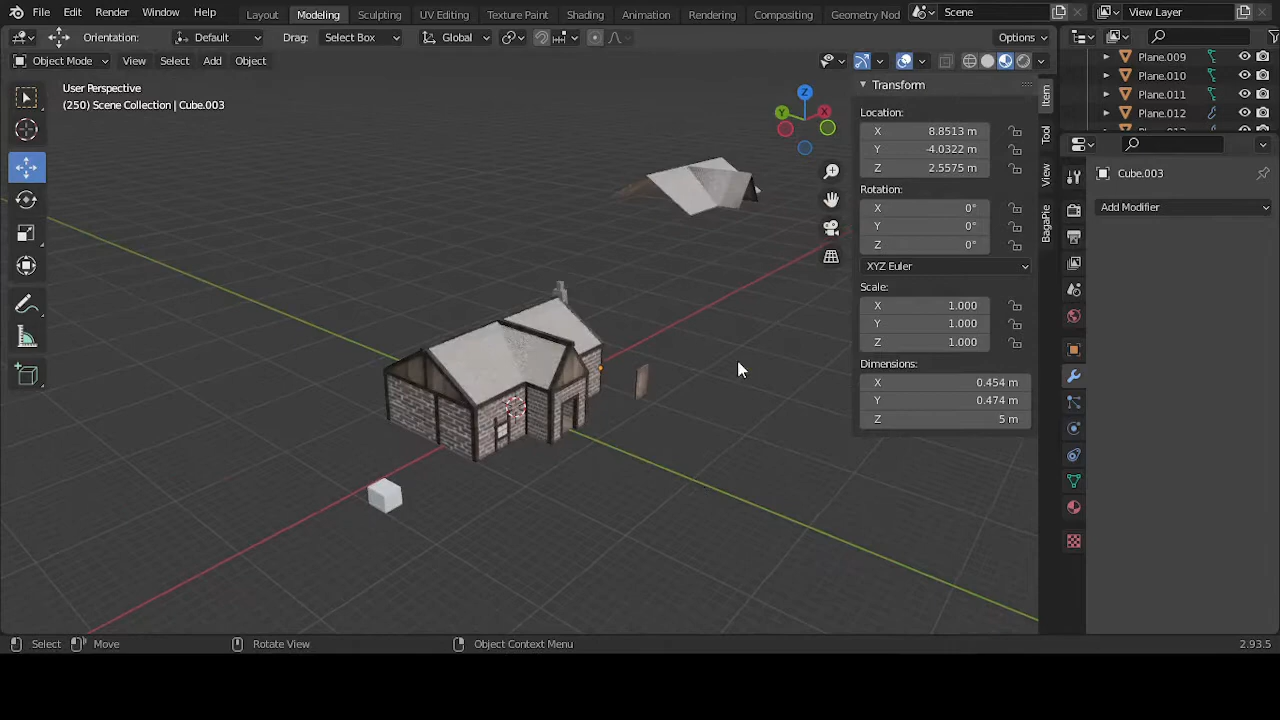 File Edit Render Window Help Layout Modeling Sculpting UV Editing Texture Paint Shading Animation Rendering Compositing Geometry Nod Scene View Layer
Orientation: Default Drag: Select Box Global Options
Object Mode View Select Add Object
User Perspective
(250) Scene Collection | Cube.003
Z
Y
X
Transform
Location:
X 8.8513 m
Y -4.0322 m
Z 2.5575 m
Rotation:
X 0°
Y 0°
Z 0°
XYZ Euler
Scale:
X 1.000
Y 1.000
Z 1.000
Dimensions:
X 0.454 m
Y 0.474 m
Z 5 m
Item
Tool
View
BagaPie
Plane.009
Plane.010
Plane.011
Plane.012
Cube.003
Add Modifier
Select Move Rotate View Object Context Menu 2.93.5